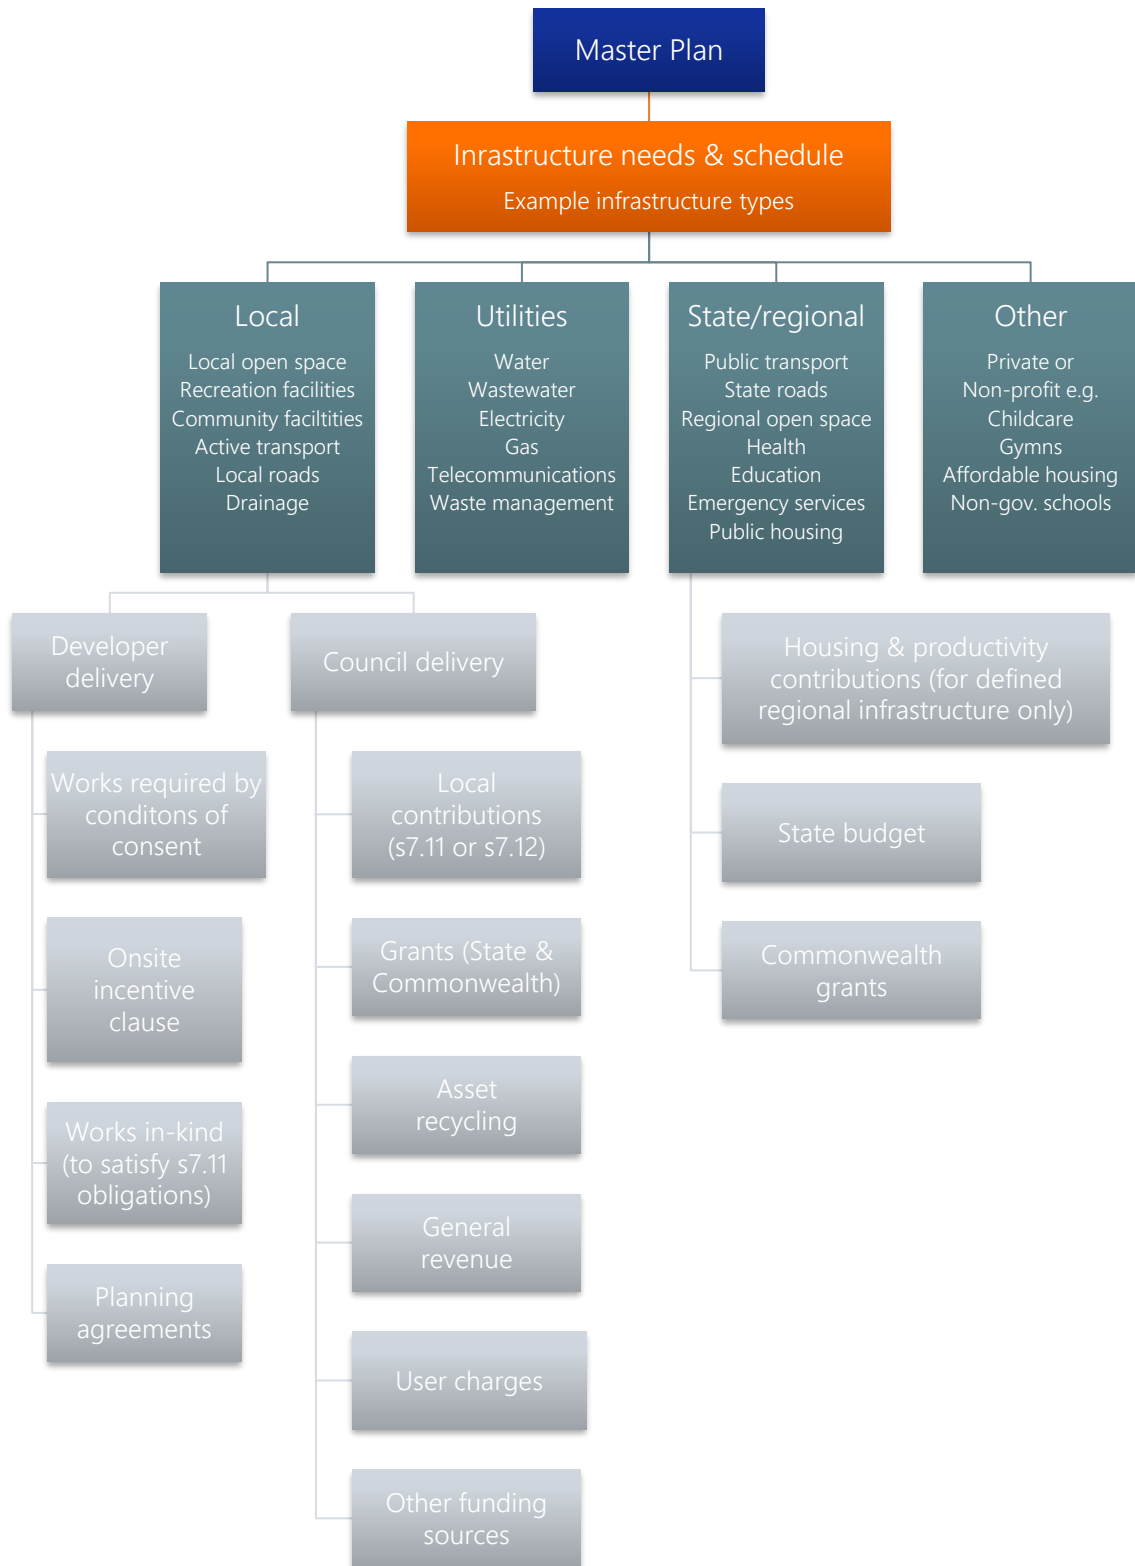 Master Plan
Inrastructure needs & schedule
Example infrastructure types
Local
Local open space
Recreation facilities
Community faciltities
Active transport
Local roads
Drainage
Utilities
Water
Wastewater
Electricity
Gas
Telecommunications
Waste management
State/regional
Public transport
State roads
Regional open space
Health
Education
Emergency services
Public housing
Other
Private or
Non-profit e.g.
Childcare
Gymns
Affordable housing
Non-gov. schools
Developer
delivery
Works required by
conditons of
consent
Onsite
incentive
clause
Works in-kind
(to satisfy s7.11
obligations)
Planning
agreements
Council delivery
Local
contributions
(s7.11 or s7.12)
Grants (State &
Commonwealth)
Asset
recycling
General
revenue
User charges
Other funding
sources
Housing & productivity
contributions (for defined
regional infrastructure only)
State budget
Commonwealth
grants